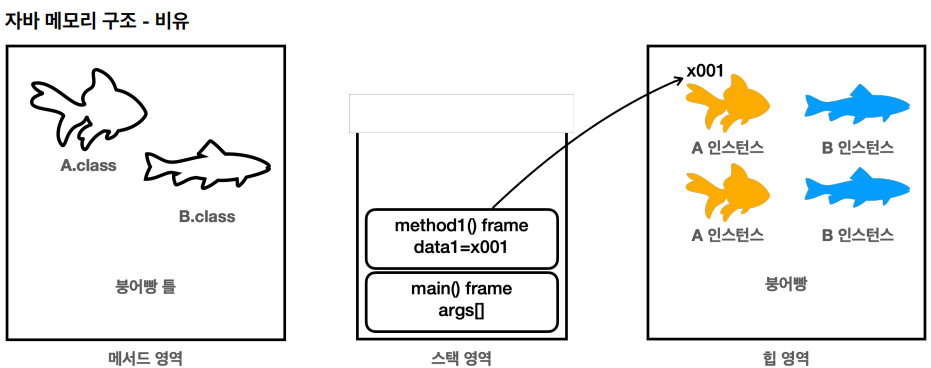 자바 메모리 구조 - 비유
A.class
B.class
붕어빵 틀
메서드 영역
method1() frame
data1=x001
main() frame
args[]
스택 영역
x001
A 인스턴스
B 인스턴스
A 인스턴스
B 인스턴스
붕어빵
힙 영역